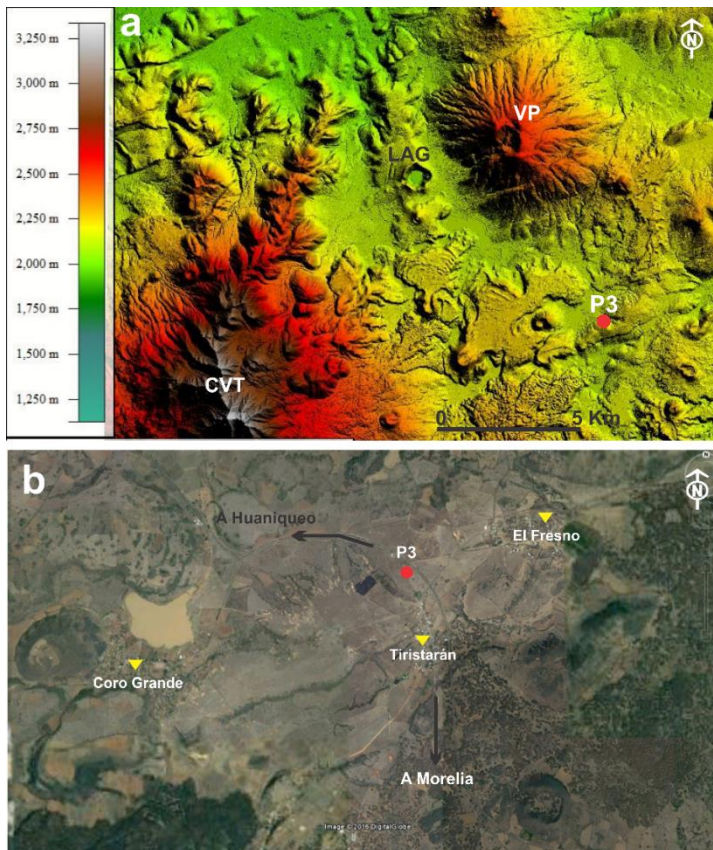 a
3,250 m
3,000 m
2,750 m
2,500 m
2,250 m
2,000 m
1,750 m
1,500 m
1,250 m
N
VP
LAG
P3
CVT
0 5 Km
b
N
A Huaniqueo
El Fresno
P3
Tiristarán
Coro Grande
A Morelia
Image © 2016 DigitalGlobe